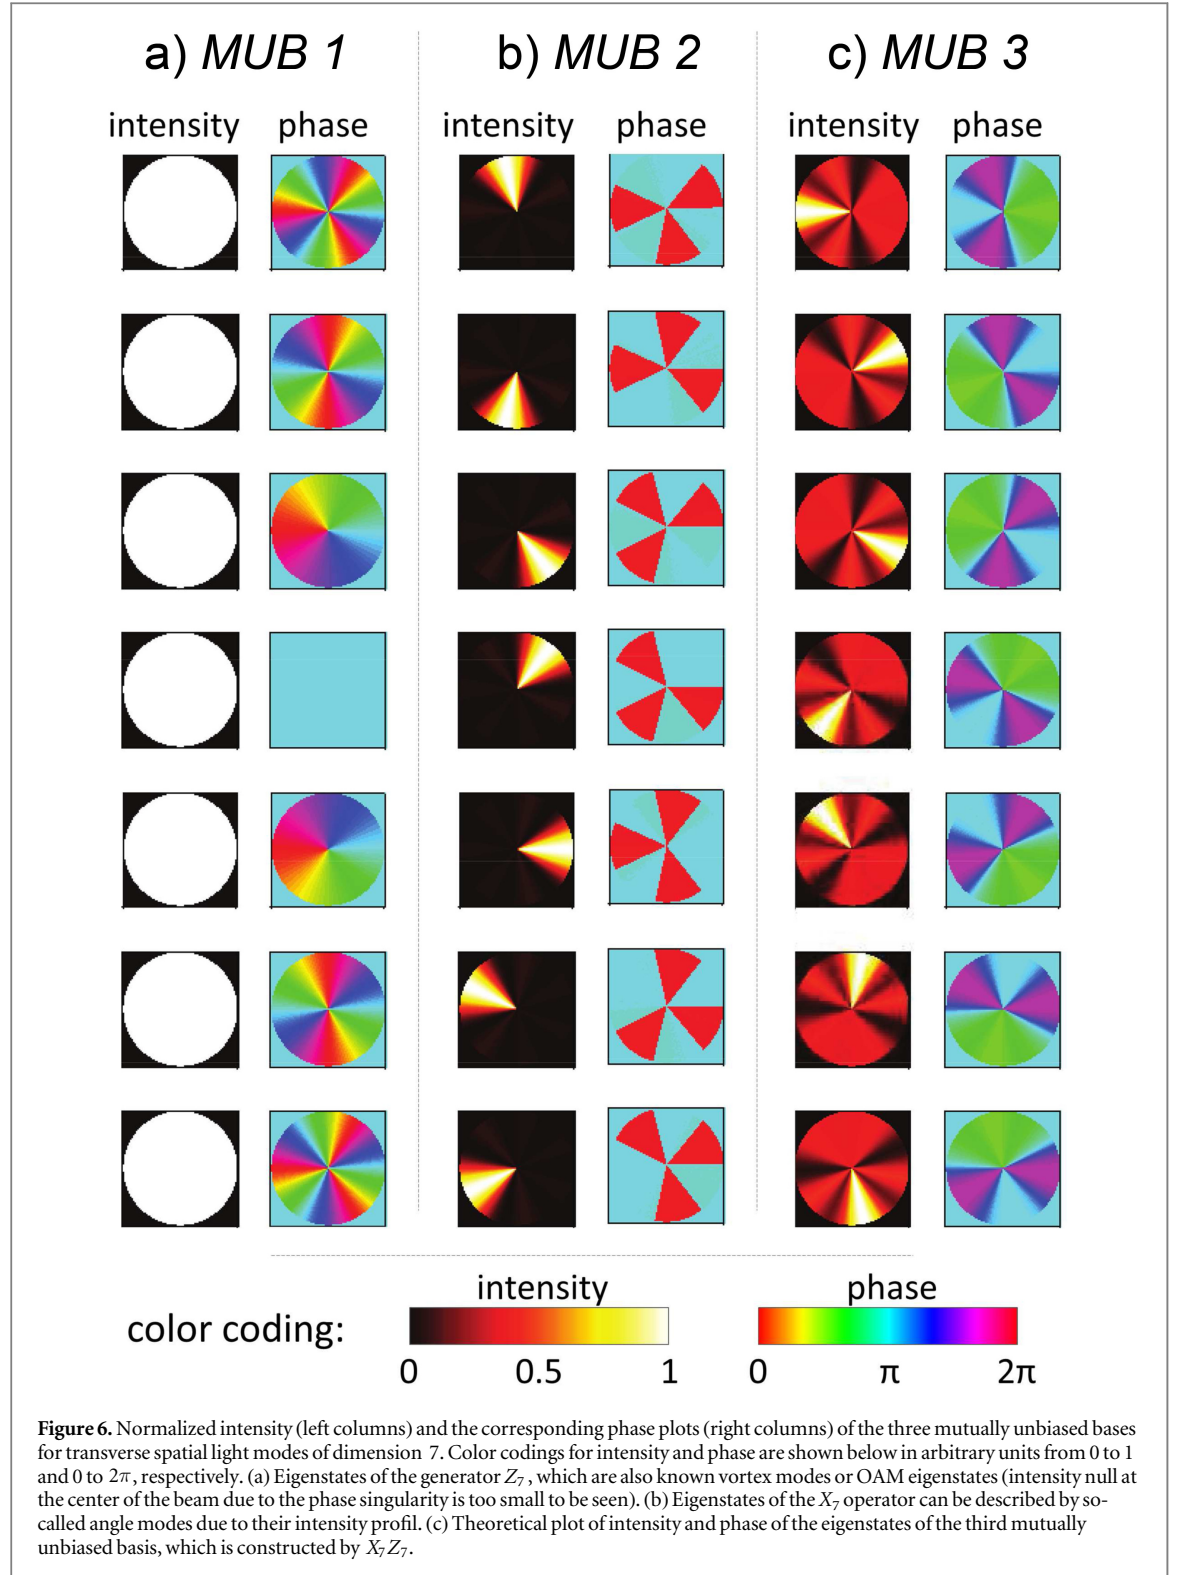 a) MUB 1
b) MUB 2
c) MUB 3
intensity phase
intensity phase
intensity phase
intensity
phase
color coding:
0 0.5 1
0 π 2π
Figure 6. Normalized intensity (left columns) and the corresponding phase plots (right columns) of the three mutually unbiased bases
for transverse spatial light modes of dimension 7. Color codings for intensity and phase are shown below in arbitrary units from 0 to 1
and 0 to 2π, respectively. (a) Eigenstates of the generator Z₇, which are also known vortex modes or OAM eigenstates (intensity null at
the center of the beam due to the phase singularity is too small to be seen). (b) Eigenstates of the X₇ operator can be described by so-
called angle modes due to their intensity profil. (c) Theoretical plot of intensity and phase of the eigenstates of the third mutually
unbiased basis, which is constructed by X₇Z₇.